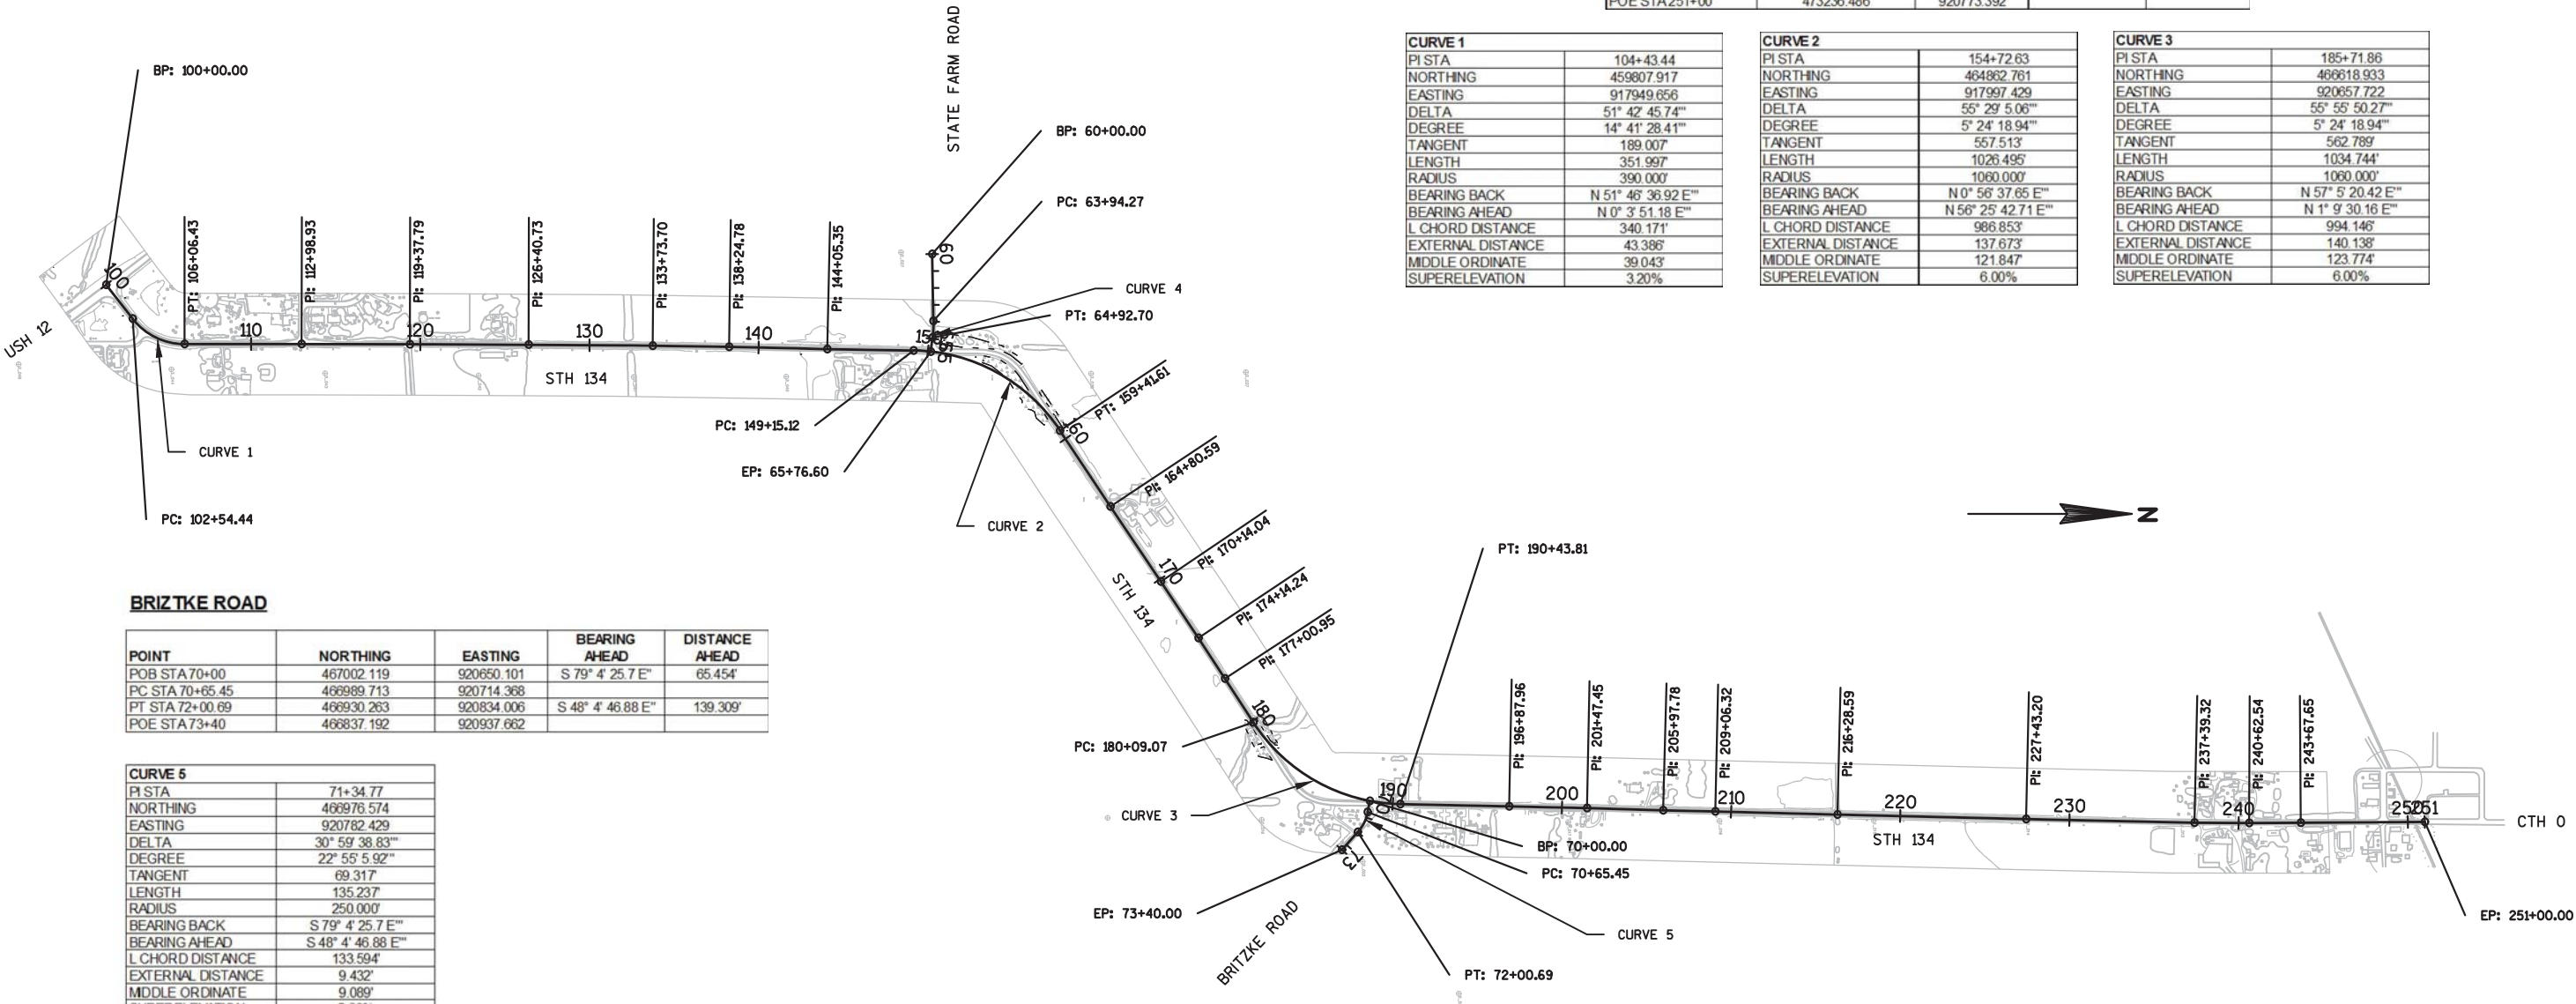 POE STA 251+00 473236.486 920773.392
CURVE 1
PI STA 104+43.44
NORTHING 459807.917
EASTING 917949.656
DELTA 51° 42' 45.74'"
DEGREE 14° 41' 28.41'"
TANGENT 189.007'
LENGTH 351.997'
RADIUS 390.000'
BEARING BACK N 51° 46' 36.92 E'"
BEARING AHEAD N 0° 3' 51.18 E'"
L CHORD DISTANCE 340.171'
EXTERNAL DISTANCE 43.386'
MIDDLE ORDINATE 39.043'
SUPERELEVATION 3.20%
CURVE 2
PI STA 154+72.63
NORTHING 464862.761
EASTING 917997.429
DELTA 55° 29' 5.06'"
DEGREE 5° 24' 18.94'"
TANGENT 557.513'
LENGTH 1026.495'
RADIUS 1060.000'
BEARING BACK N 0° 56' 37.65 E'"
BEARING AHEAD N 56° 25' 42.71 E'"
L CHORD DISTANCE 986.853'
EXTERNAL DISTANCE 137.673'
MIDDLE ORDINATE 121.847'
SUPERELEVATION 6.00%
CURVE 3
PI STA 185+71.86
NORTHING 466618.933
EASTING 920657.722
DELTA 55° 55' 50.27'"
DEGREE 5° 24' 18.94'"
TANGENT 562.789'
LENGTH 1034.744'
RADIUS 1060.000'
BEARING BACK N 57° 5' 20.42 E'"
BEARING AHEAD N 1° 9' 30.16 E'"
L CHORD DISTANCE 994.146'
EXTERNAL DISTANCE 140.138'
MIDDLE ORDINATE 123.774'
SUPERELEVATION 6.00%
BP: 100+00.00
STATE FARM ROAD
BP: 60+00.00
PC: 63+94.27
60
CURVE 4
PT: 64+92.70
USH 12
100
PT: 106+06.43
110
PI: 112+98.93
PI: 119+37.79
120
PI: 126+40.73
130
PI: 133+73.70
PI: 138+24.78
140
PI: 144+05.35
STH 134
CURVE 1
PC: 102+54.44
PC: 149+15.12
EP: 65+76.60
CURVE 2
PT: 159+41.61
160
PI: 164+80.59
PI: 170+14.04
170
PI: 174+14.24
PI: 177+00.95
STH 134
180
PC: 180+09.07
CURVE 3
PT: 190+43.81
190
PI: 196+87.96
200
PI: 201+47.45
PI: 205+97.78
PI: 209+06.32
210
PI: 216+28.59
220
PI: 227+43.20
230
PI: 237+39.32
240
PI: 240+62.54
PI: 243+67.65
250
251
STH 134
CTH O
N
BP: 70+00.00
PC: 70+65.45
CURVE 5
PT: 72+00.69
73
EP: 73+40.00
BRITZKE ROAD
EP: 251+00.00
BRIZTKE ROAD
POINT NORTHING EASTING BEARING AHEAD DISTANCE AHEAD
POB STA 70+00 467002.119 920650.101 S 79° 4' 25.7 E" 65.454'
PC STA 70+65.45 466989.713 920714.368
PT STA 72+00.69 466930.263 920834.006 S 48° 4' 46.88 E" 139.309'
POE STA 73+40 466837.192 920937.662
CURVE 5
PI STA 71+34.77
NORTHING 466976.574
EASTING 920782.429
DELTA 30° 59' 38.83'"
DEGREE 22° 55' 5.92'"
TANGENT 69.317'
LENGTH 135.237'
RADIUS 250.000'
BEARING BACK S 79° 4' 25.7 E'"
BEARING AHEAD S 48° 4' 46.88 E'"
L CHORD DISTANCE 133.594'
EXTERNAL DISTANCE 9.432'
MIDDLE ORDINATE 9.089'